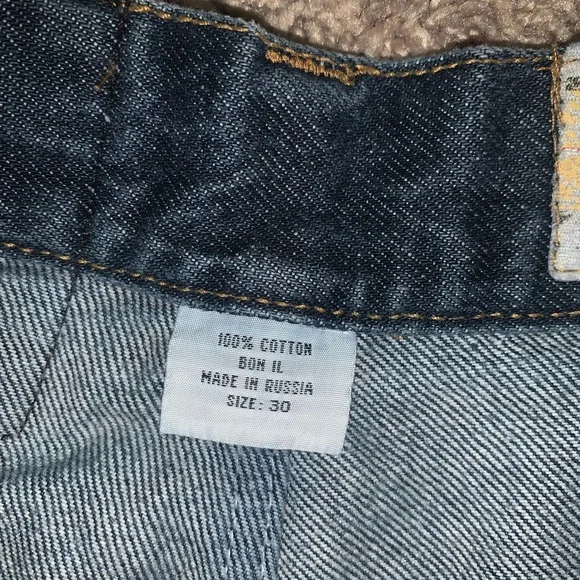 100% COTTON
BON IL
MADE IN RUSSIA
SIZE: 30